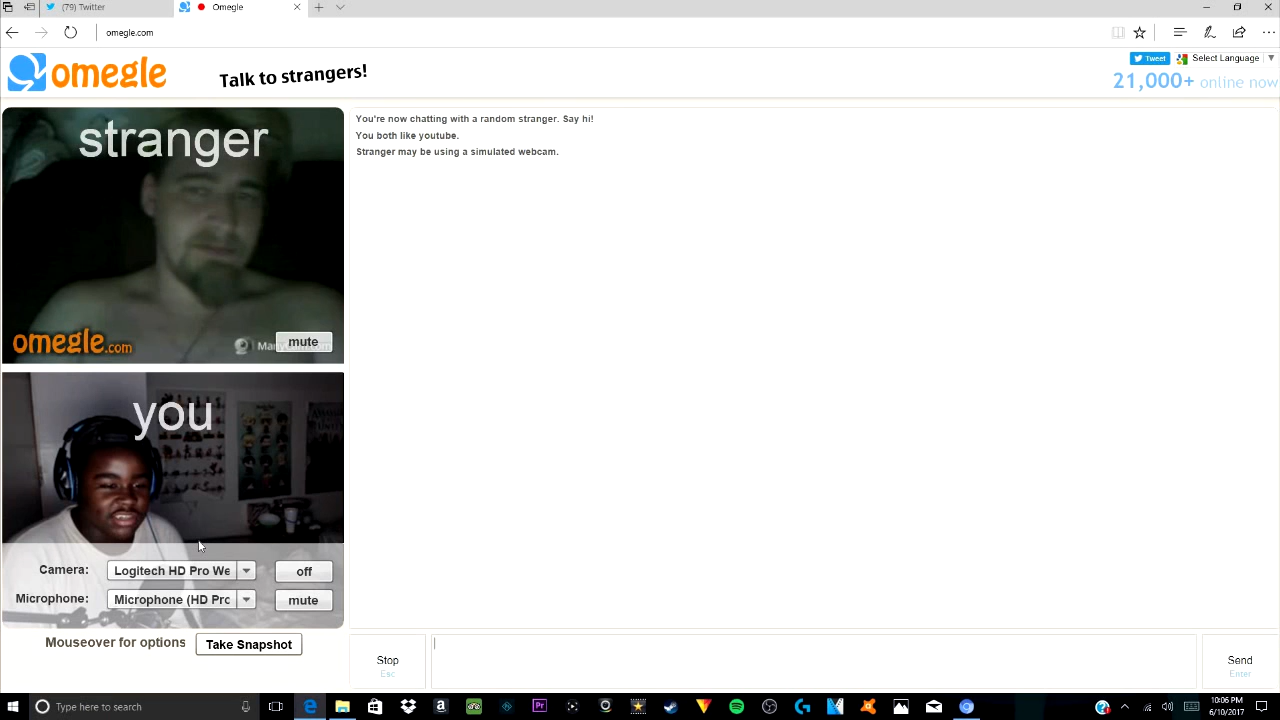 (79) Twitter
Omegle
omegle.com
omegle
Talk to strangers!
Tweet
Select Language
21,000+ online now
stranger
omegle.com
mute
you
Camera:
Logitech HD Pro We
off
Microphone:
Microphone (HD Pro
mute
Mouseover for options
Take Snapshot
You're now chatting with a random stranger. Say hi!
You both like youtube.
Stranger may be using a simulated webcam.
Stop
Esc
Send
Enter
Type here to search
10:06 PM
6/10/2017